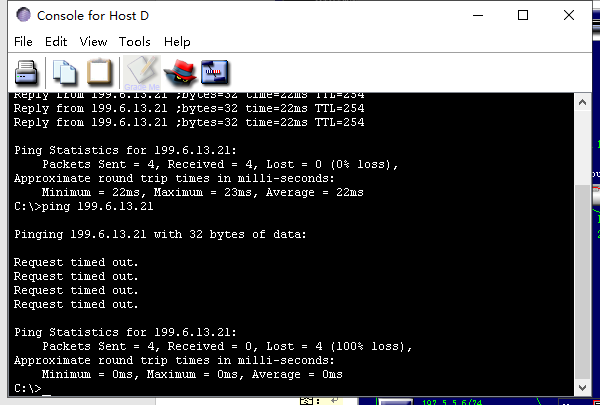 Console for Host D
File Edit View Tools Help
Reply from 199.6.13.21 ;bytes=32 time=22ms TTL=254
Reply from 199.6.13.21 ;bytes=32 time=22ms TTL=254
Reply from 199.6.13.21 ;bytes=32 time=22ms TTL=254
Ping Statistics for 199.6.13.21:
Packets Sent = 4, Received = 4, Lost = 0 (0% loss),
Approximate round trip times in milli-seconds:
Minimum = 22ms, Maximum = 23ms, Average = 22ms
C:\>ping 199.6.13.21
Pinging 199.6.13.21 with 32 bytes of data:
Request timed out.
Request timed out.
Request timed out.
Request timed out.
Ping Statistics for 199.6.13.21:
Packets Sent = 4, Received = 0, Lost = 4 (100% loss),
Approximate round trip times in milli-seconds:
Minimum = 0ms, Maximum = 0ms, Average = 0ms
C:\>
197.5.5.6/24